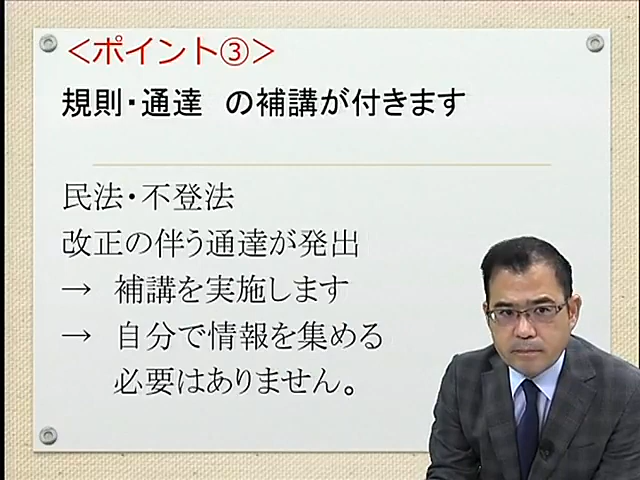 ＜ポイント③＞
規則・通達　の補講が付きます
民法・不登法
改正の伴う通達が発出
→　補講を実施します
→　自分で情報を集める
必要はありません。